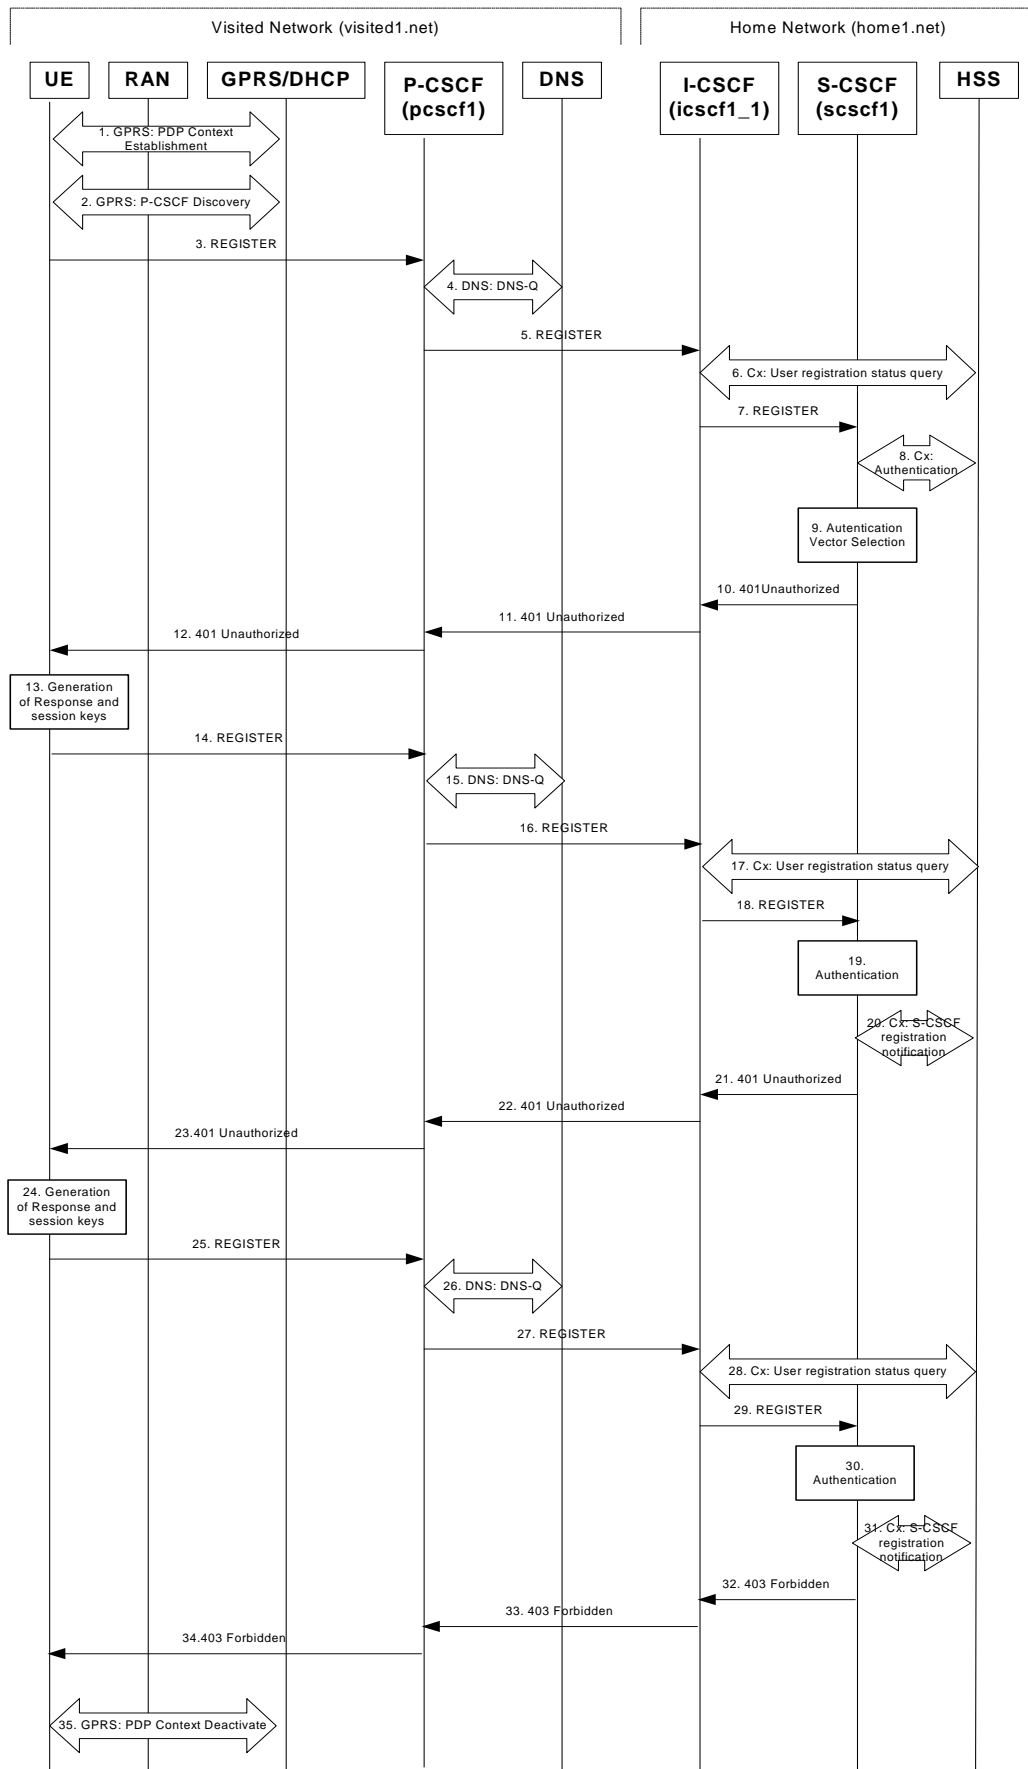 Visited Network (visited1.net)
Home Network (home1.net)
UE
RAN
GPRS/DHCP
P-CSCF
(pcscf1)
DNS
I-CSCF
(icscf1_1)
S-CSCF
(scscf1)
HSS
1. GPRS: PDP Context
Establishment
2. GPRS: P-CSCF Discovery
3. REGISTER
4. DNS: DNS-Q
5. REGISTER
6. Cx: User registration status query
7. REGISTER
8. Cx:
Authentication
9. Autentication
Vector Selection
10. 401Unauthorized
11. 401 Unauthorized
12. 401 Unauthorized
13. Generation
of Response and
session keys
14. REGISTER
15. DNS: DNS-Q
16. REGISTER
17. Cx: User registration status query
18. REGISTER
19.
Authentication
20. Cx: S-CSCF
registration
notification
21. 401 Unauthorized
22. 401 Unauthorized
23.401 Unauthorized
24. Generation
of Response and
session keys
25. REGISTER
26. DNS: DNS-Q
27. REGISTER
28. Cx: User registration status query
29. REGISTER
30.
Authentication
31. Cx: S-CSCF
registration
notification
32. 403 Forbidden
33. 403 Forbidden
34.403 Forbidden
35. GPRS: PDP Context Deactivate